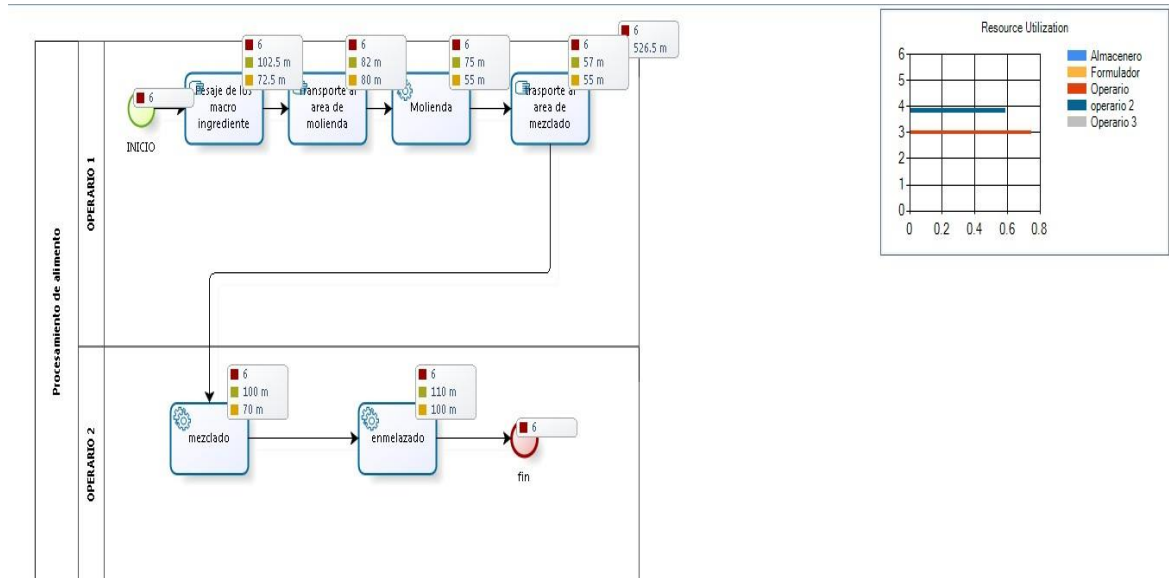 6
526.5 m
6
102.5 m
72.5 m
6
82 m
80 m
6
75 m
55 m
6
57 m
55 m
6
INICIO
Pesaje de los
macro
ingrediente
Transporte al
area de
molienda
Molienda
Trasporte al
area de
mezclado
Procesamiento de alimento
OPERARIO 1
OPERARIO 2
6
100 m
70 m
mezclado
6
110 m
100 m
enmelazado
6
fin
Resource Utilization
6
5
4
3
2
1
0
0 0.2 0.4 0.6 0.8
Almacenero
Formulador
Operario
operario 2
Operario 3